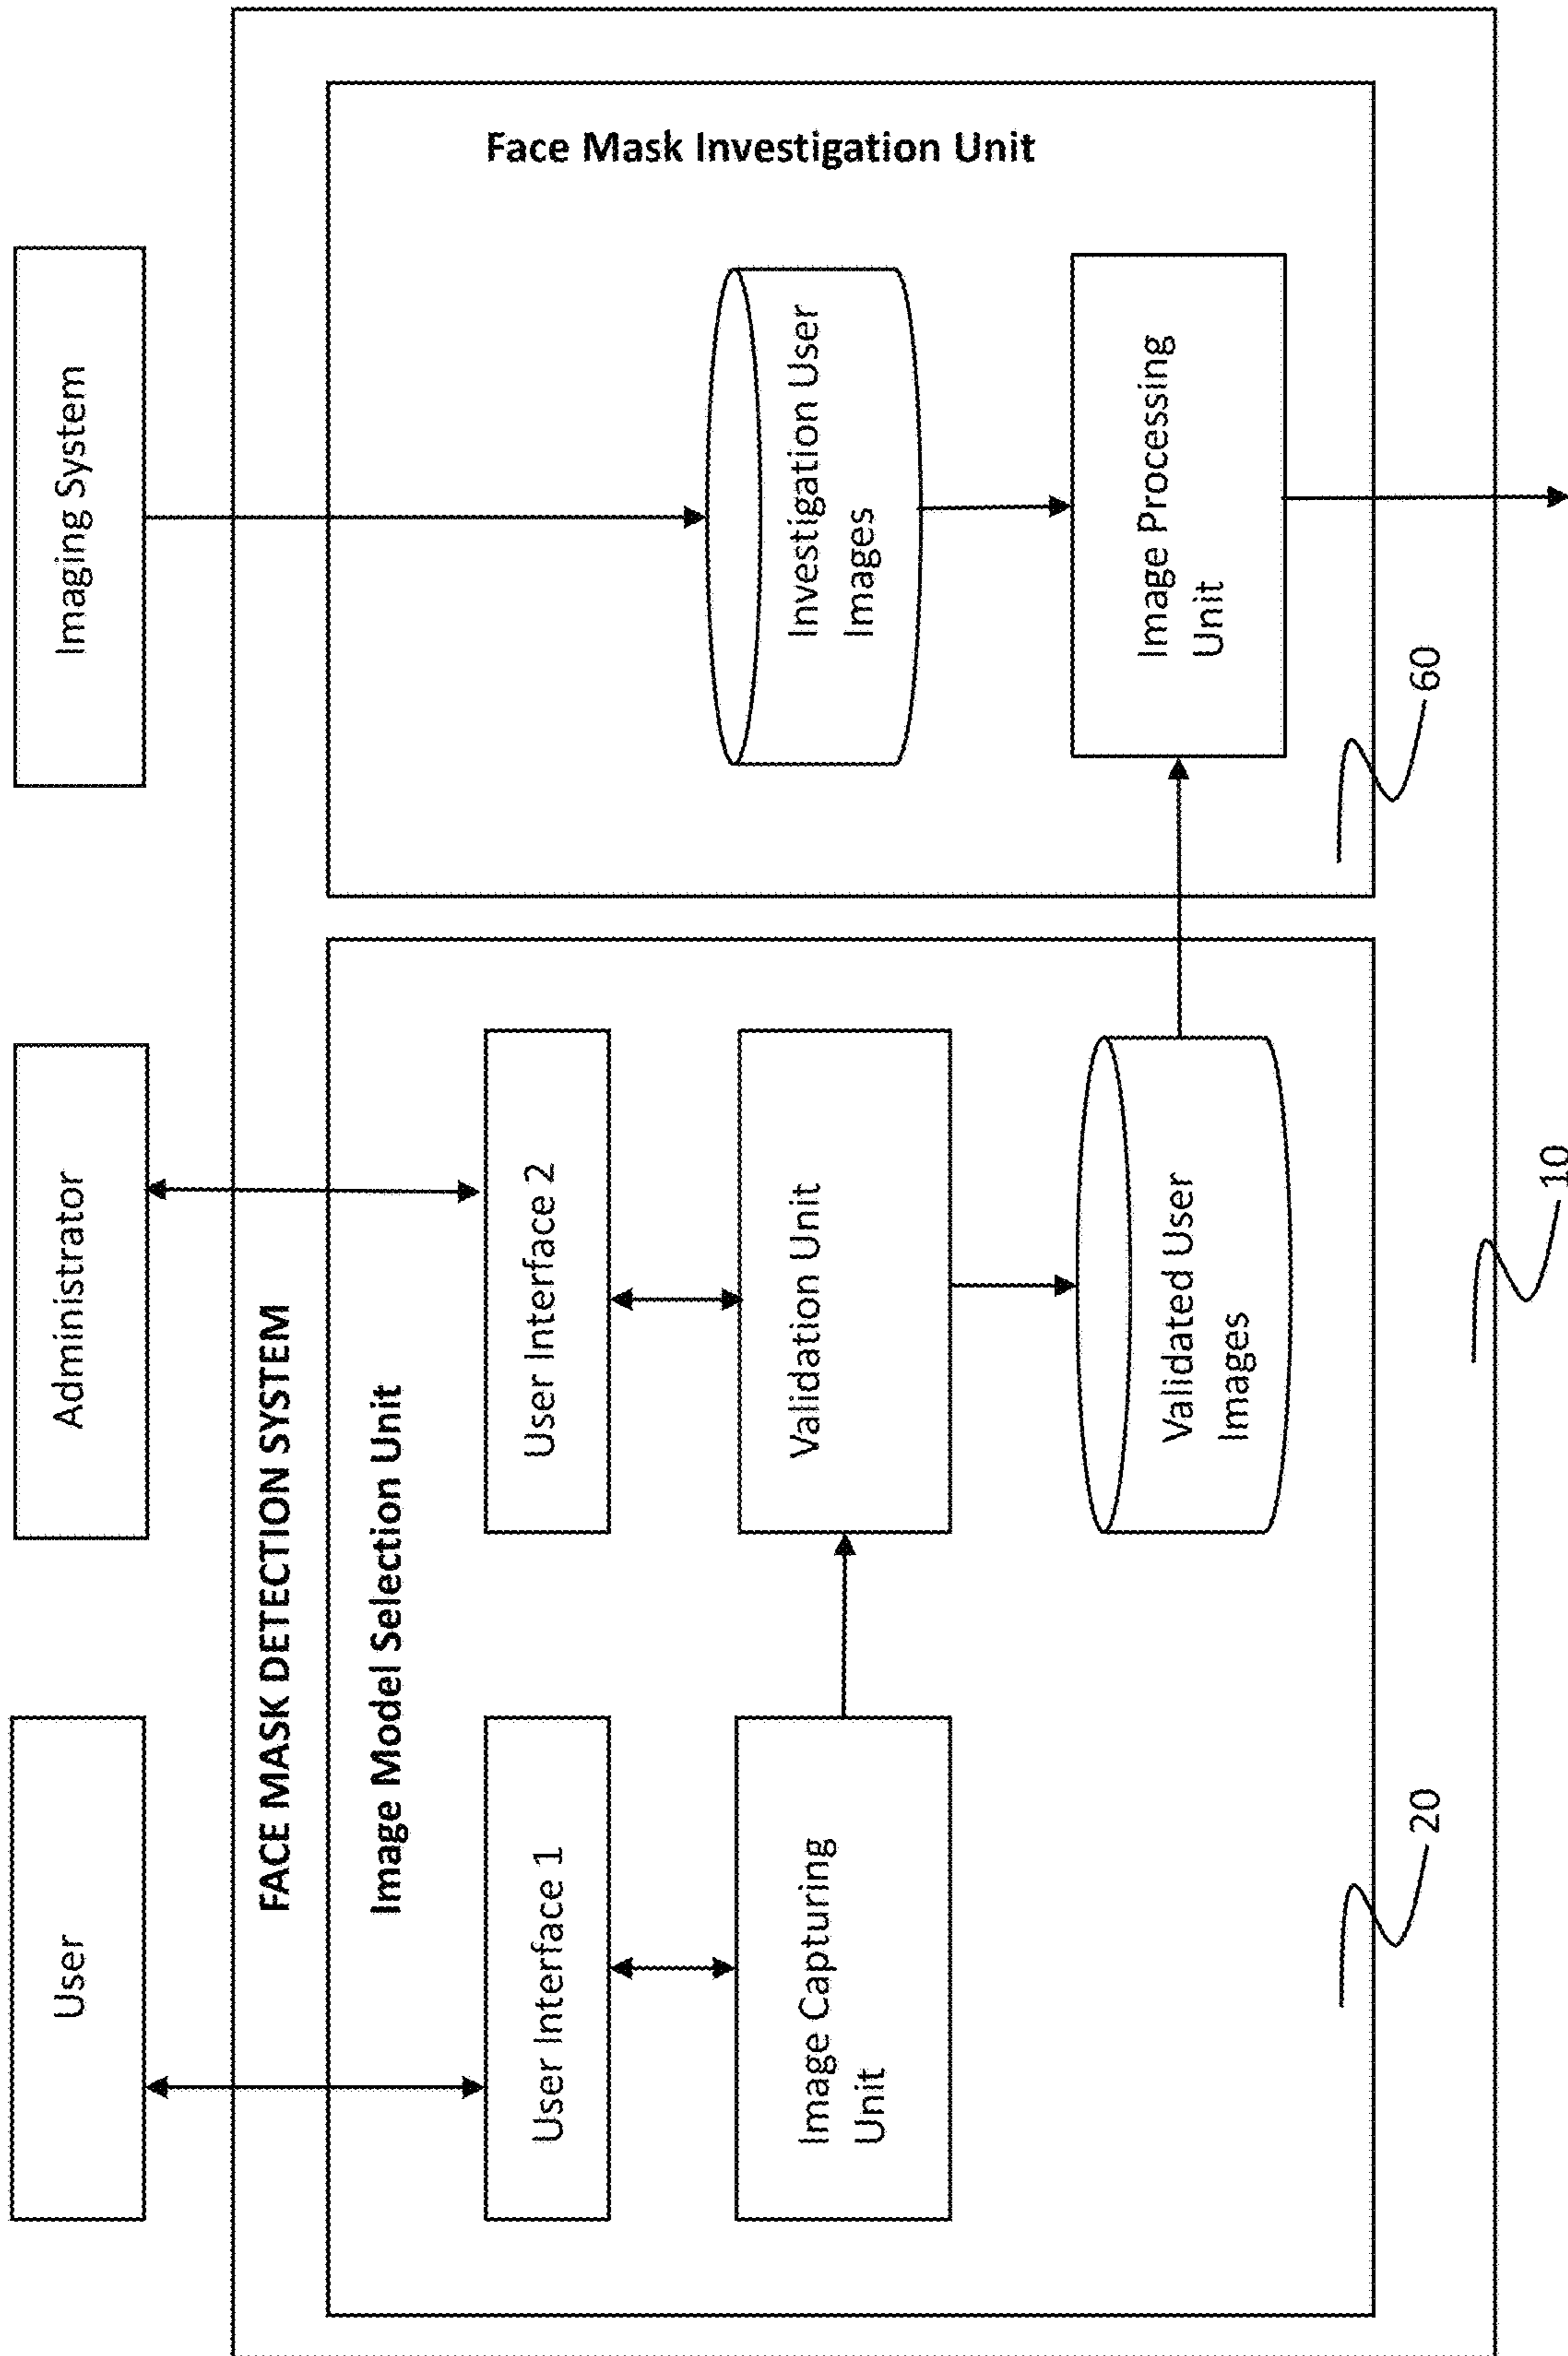 User
Administrator
Imaging System
FACE MASK DETECTION SYSTEM
Image Model Selection Unit
User Interface 1
User Interface 2
Image Capturing
Unit
Validation Unit
Validated User
Images
20
Face Mask Investigation Unit
Investigation User
Images
Image Processing
Unit
60
10